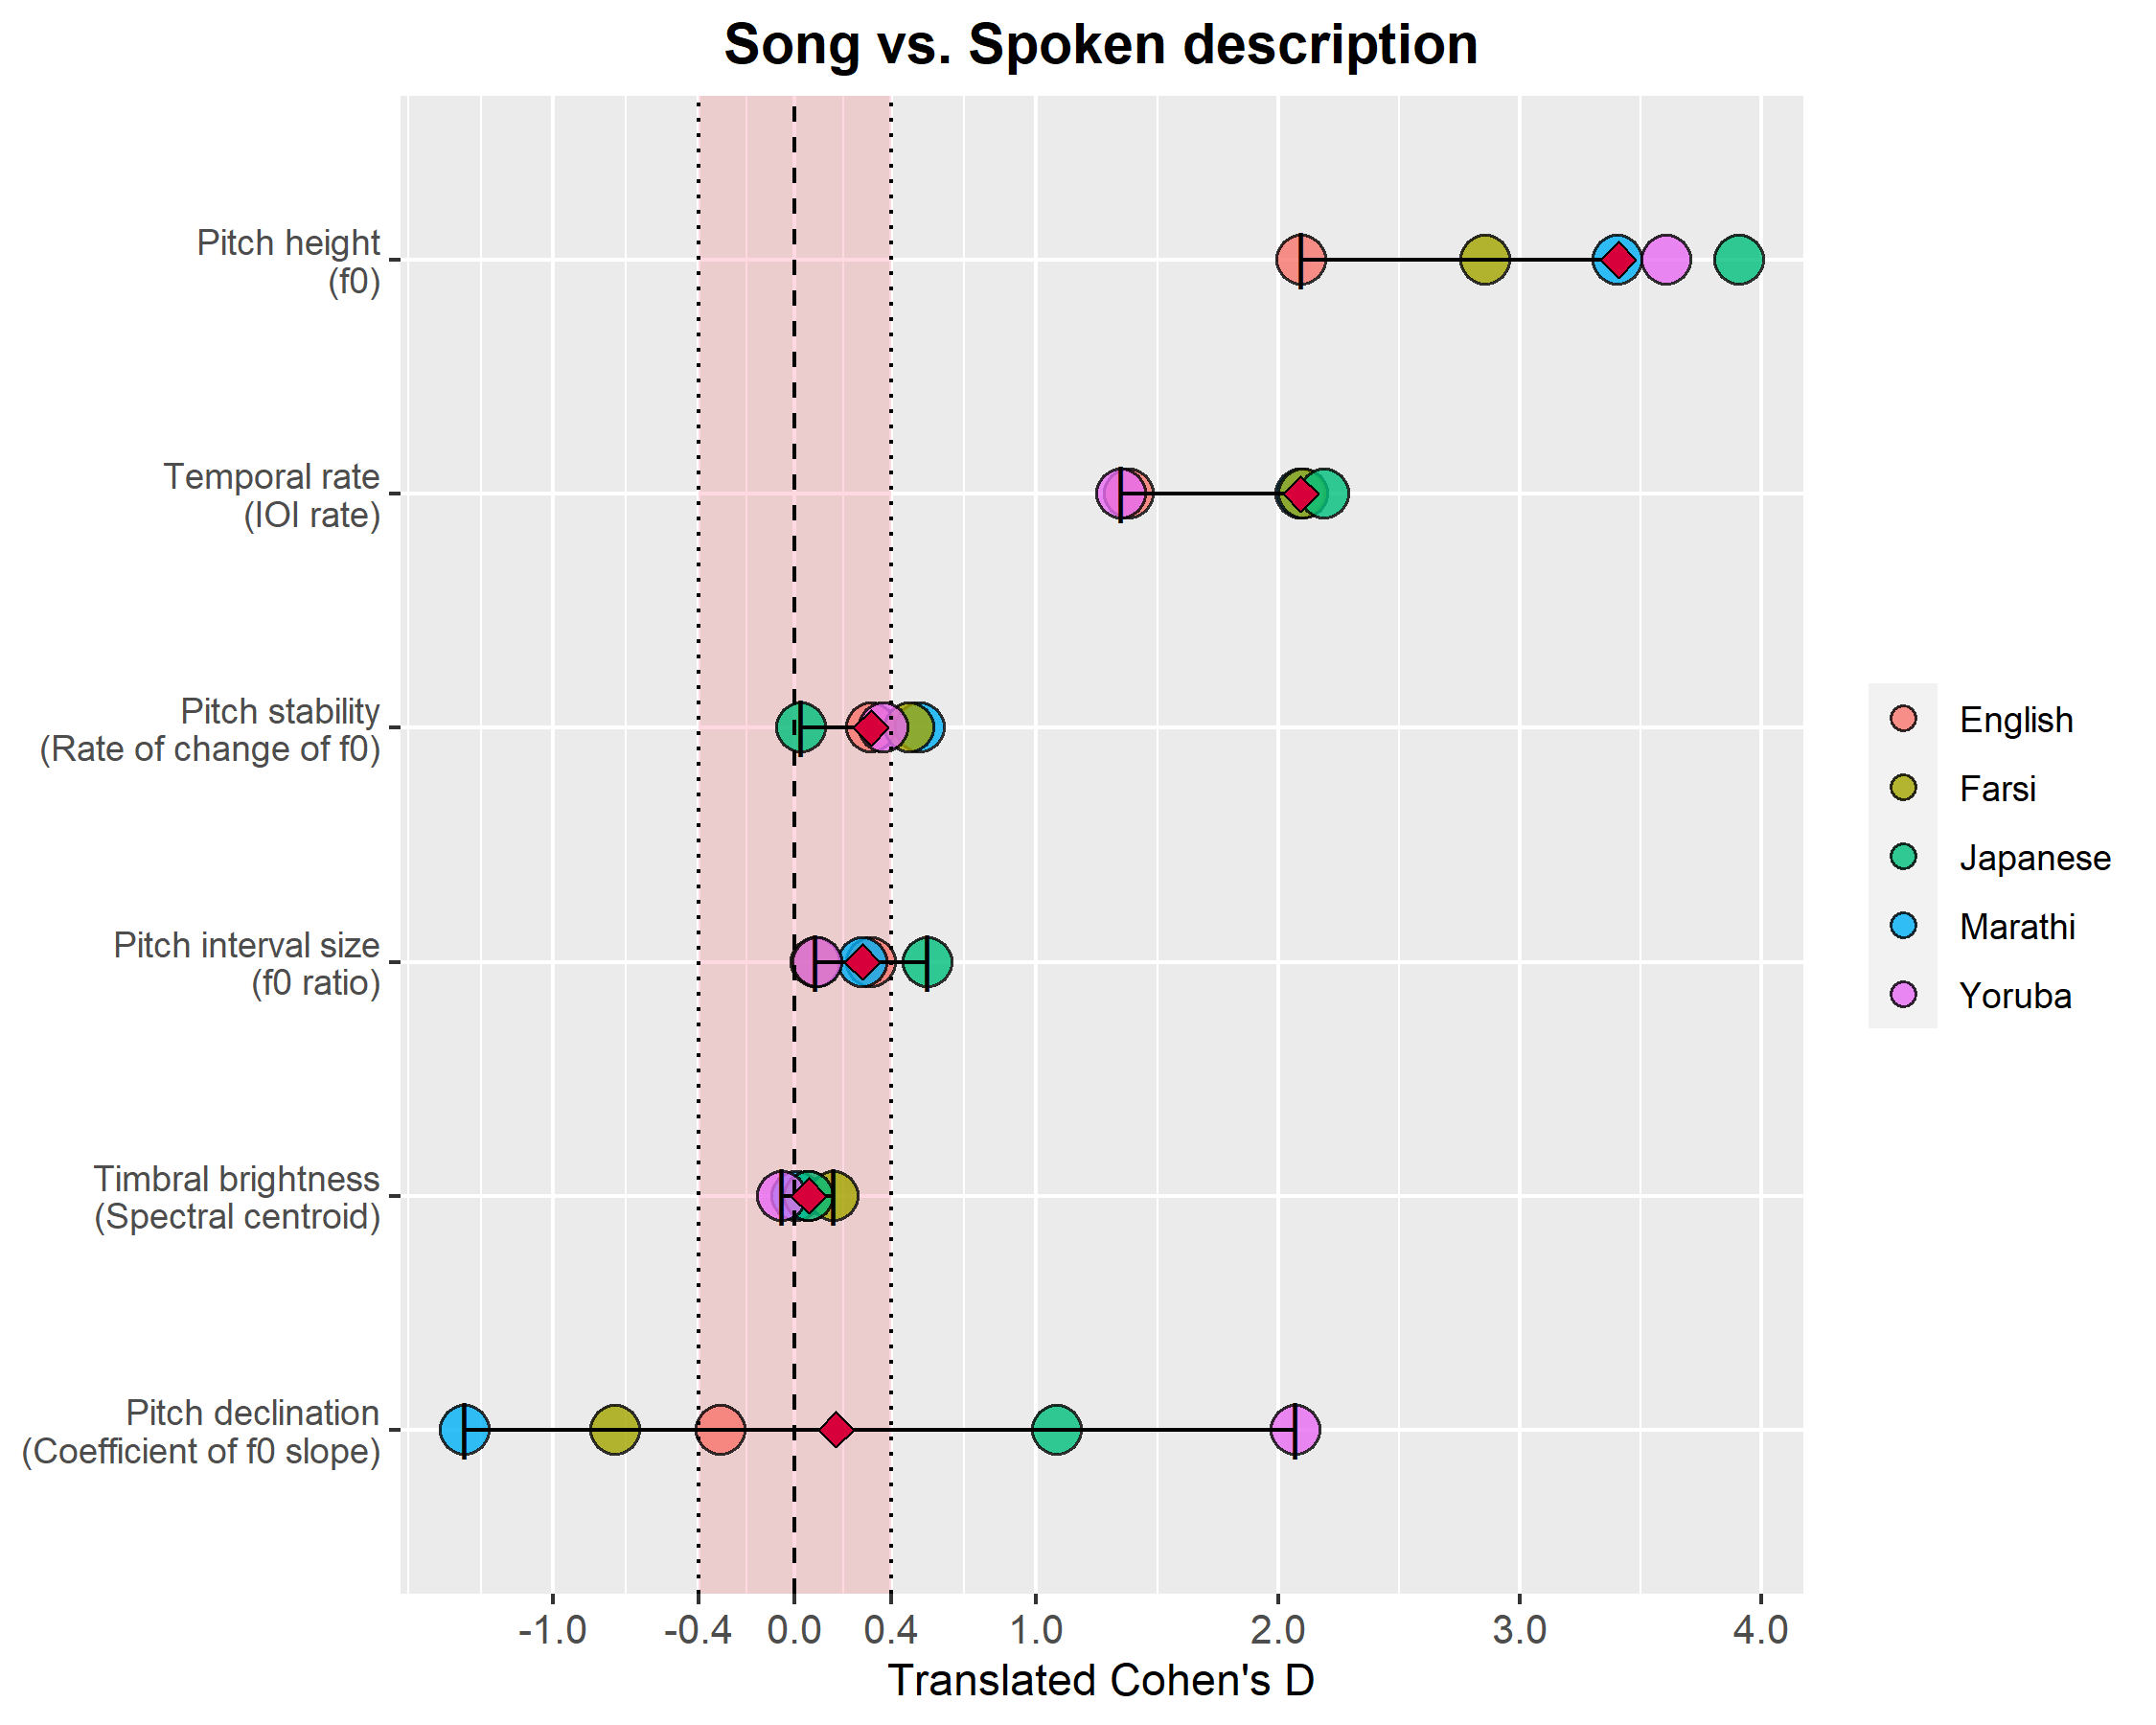 Song vs. Spoken description
Pitch height
(f0)
Temporal rate
(IOI rate)
Pitch stability
(Rate of change of f0)
Pitch interval size
(f0 ratio)
Timbral brightness
(Spectral centroid)
Pitch declination
(Coefficient of f0 slope)
-1.0 -0.4 0.0 0.4 1.0 2.0 3.0 4.0
Translated Cohen's D
English
Farsi
Japanese
Marathi
Yoruba